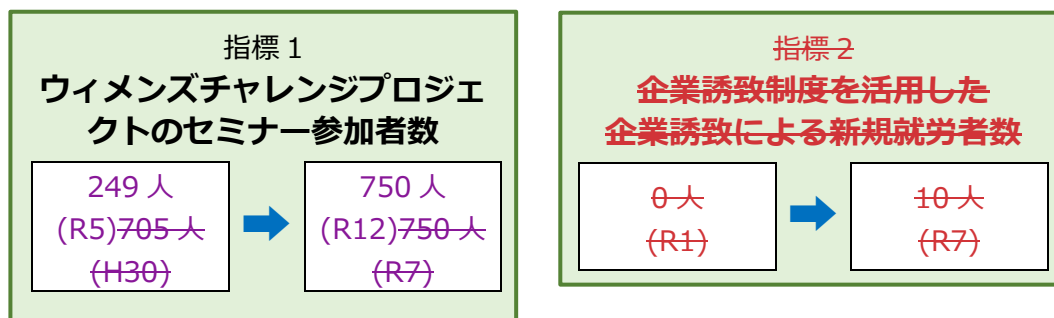 指標 1
ウィメンズチャレンジプロジェ
クトのセミナー参加者数
249 人
(R5)705 人
(H30)
750 人
(R12)750 人
(R7)
指標 2
企業誘致制度を活用した
企業誘致による新規就労者数
0 人
(R1)
10 人
(R7)